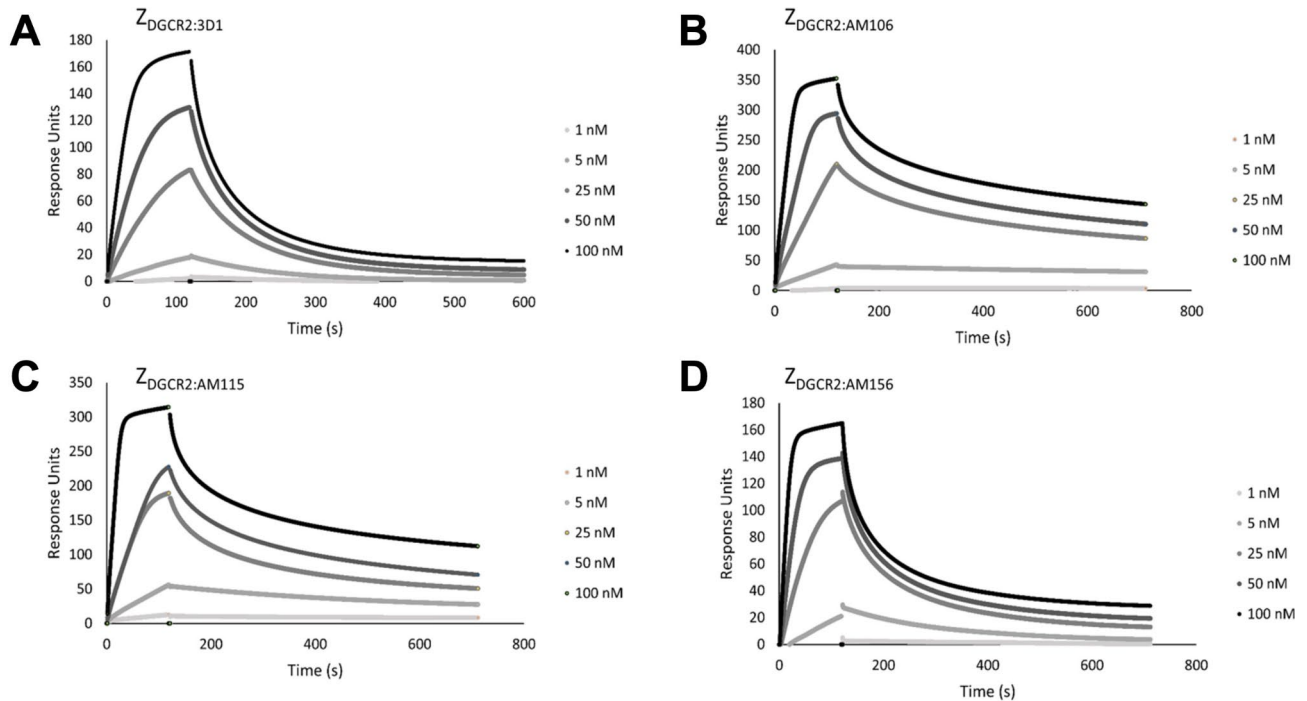 A
Z DGCR2:3D1
180
160
140
120
100
80
60
40
20
0
Response Units
0 100 200 300 400 500 600
Time (s)
1 nM
5 nM
25 nM
50 nM
100 nM
B
Z DGCR2:AM106
400
350
300
250
200
150
100
50
0
Response Units
0 200 400 600 800
Time (s)
1 nM
5 nM
25 nM
50 nM
100 nM
C
Z DGCR2:AM115
350
300
250
200
150
100
50
0
Response Units
0 200 400 600 800
Time (s)
1 nM
5 nM
25 nM
50 nM
100 nM
D
Z DGCR2:AM156
180
160
140
120
100
80
60
40
20
0
Response Units
0 200 400 600 800
Time (s)
1 nM
5 nM
25 nM
50 nM
100 nM